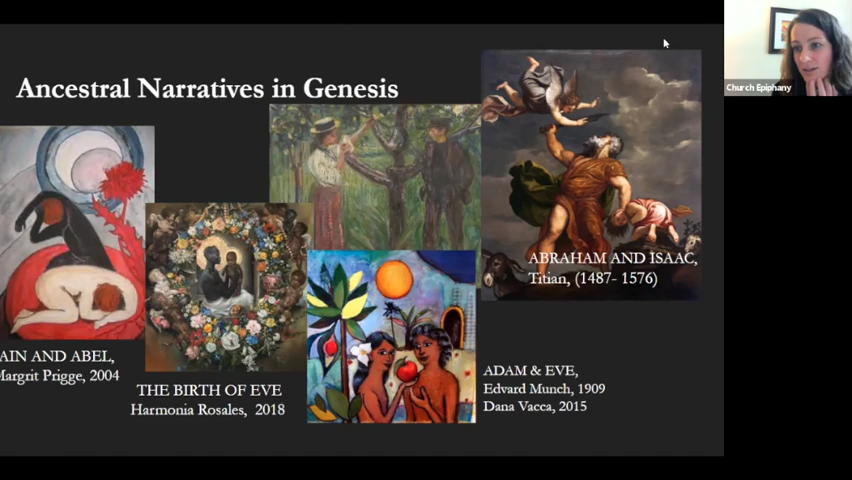 Ancestral Narratives in Genesis
Church Epiphany
ABRAHAM AND ISAAC,
Titian, (1487- 1576)
AIN AND ABEL,
Margrit Prigge, 2004
THE BIRTH OF EVE
Harmonia Rosales, 2018
ADAM & EVE,
Edvard Munch, 1909
Dana Vacca, 2015